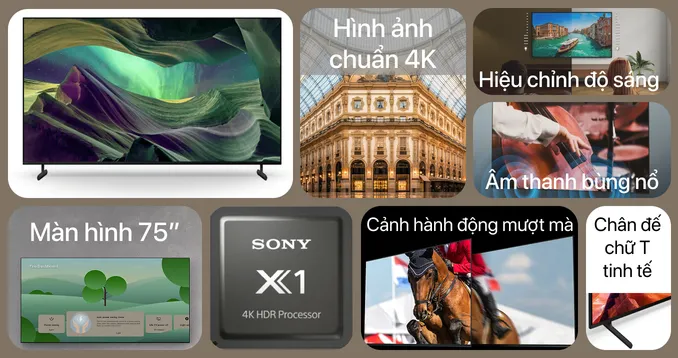 Hình ảnh
chuẩn 4K
Hiệu chỉnh độ sáng
Âm thanh bùng nổ
Màn hình 75”
SONY
X1
4K HDR Processor
Cảnh hành động mượt mà
Chân đế
chữ T
tinh tế